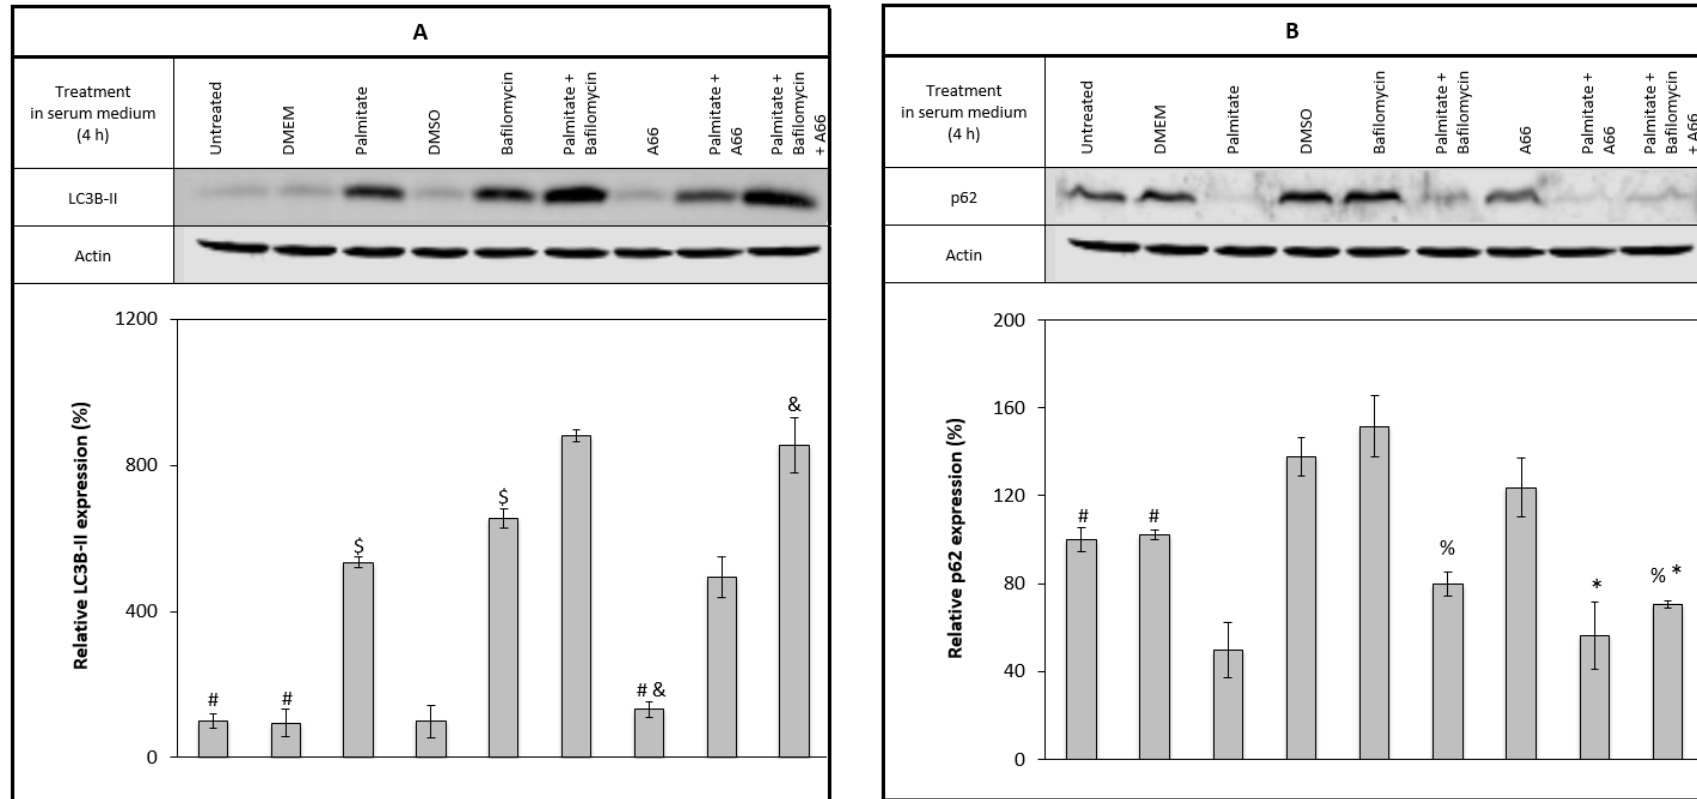 A
Treatment
in serum medium
(4 h)
Untreated
DMEM
Palmitate
DMSO
Bafilomycin
Palmitate +
Bafilomycin
A66
Palmitate +
A66
Palmitate +
Bafilomycin
+ A66
LC3B-II
Actin
Relative LC3B-II expression (%)
1200
800
400
0
#
#
$
$
# &
&
B
Treatment
in serum medium
(4 h)
Untreated
DMEM
Palmitate
DMSO
Bafilomycin
Palmitate +
Bafilomycin
A66
Palmitate +
A66
Palmitate +
Bafilomycin
+ A66
p62
Actin
Relative p62 expression (%)
200
160
120
80
40
0
#
#
%
*
% *